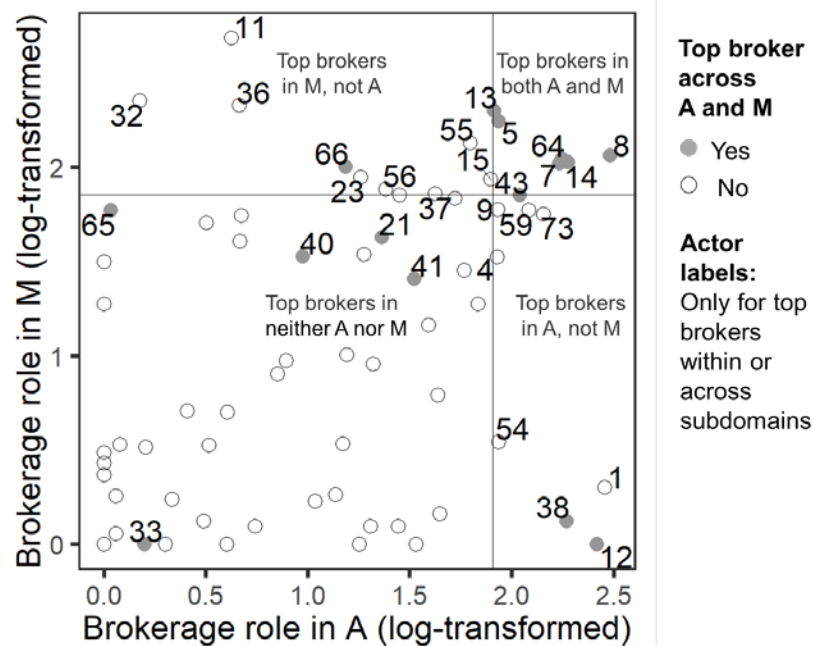 Brokerage role in M (log-transformed)
2
1
0
11
Top brokers
in M, not A
Top brokers in
both A and M
32
36
13
5
55
64
8
66
15
7
14
23
56
43
65
37
9
59
73
21
40
41
4
Top brokers in
neither A nor M
Top brokers
in A, not M
54
1
38
33
12
0.0 0.5 1.0 1.5 2.0 2.5
Brokerage role in A (log-transformed)
Top broker
across
A and M
Yes
No
Actor
labels:
Only for top
brokers
within or
across
subdomains